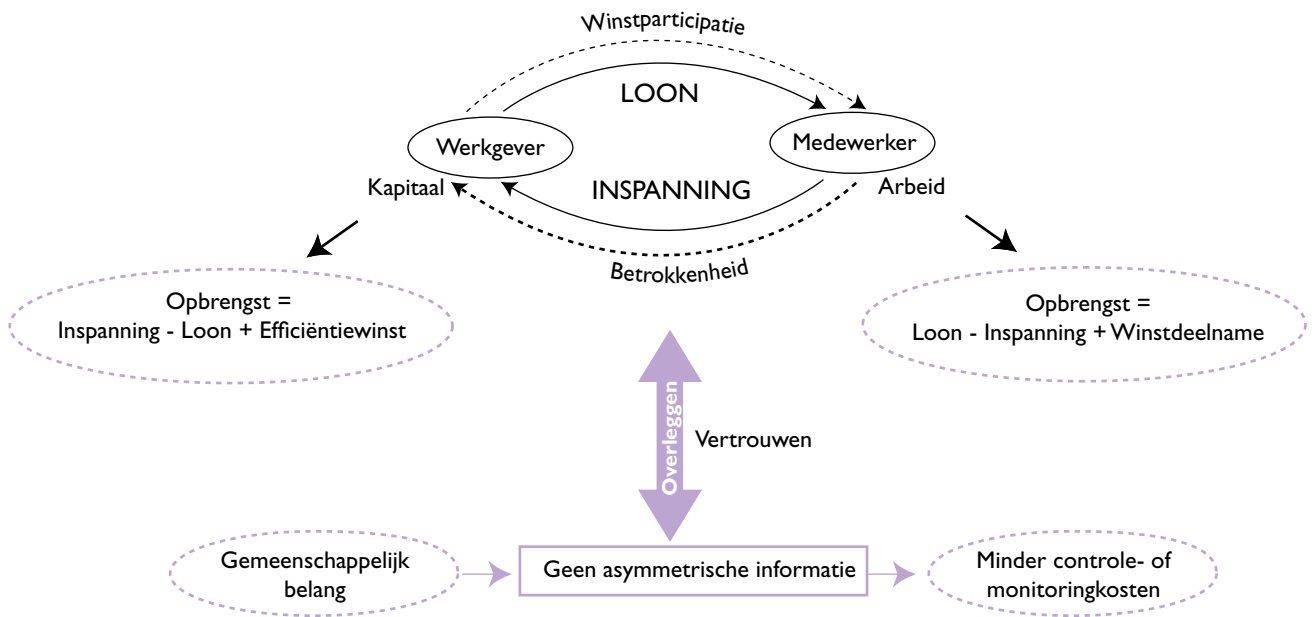 Winstparticipatie
LOON
Werkgever
Medewerker
Kapitaal
INSPANNING
Arbeid
Betrokkenheid
Opbrengst =
Inspanning - Loon + Efficiëntiewinst
Opbrengst =
Loon - Inspanning + Winstdeelname
Overleggen
Vertrouwen
Gemeenschappelijk
belang
Geen asymmetrische informatie
Minder controle- of
monitoringkosten